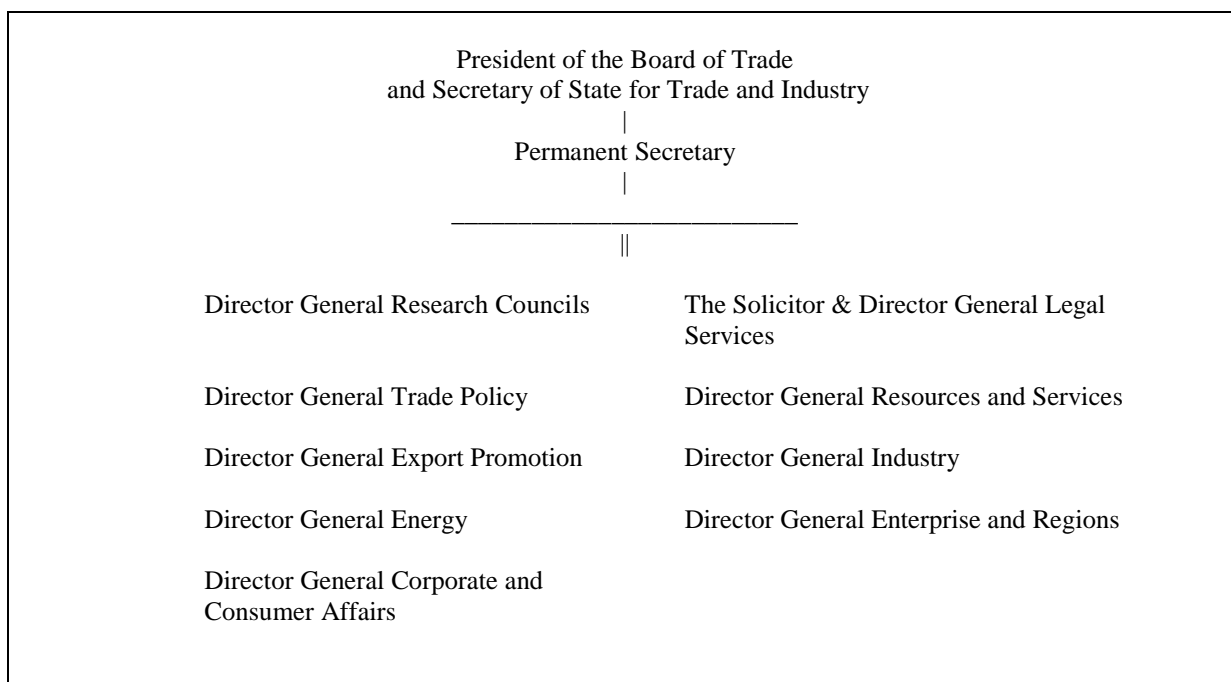 President of the Board of Trade
and Secretary of State for Trade and Industry
|
Permanent Secretary
|
__________________________
||
Director General Research Councils
The Solicitor & Director General Legal
Services
Director General Trade Policy
Director General Resources and Services
Director General Export Promotion
Director General Industry
Director General Energy
Director General Enterprise and Regions
Director General Corporate and
Consumer Affairs